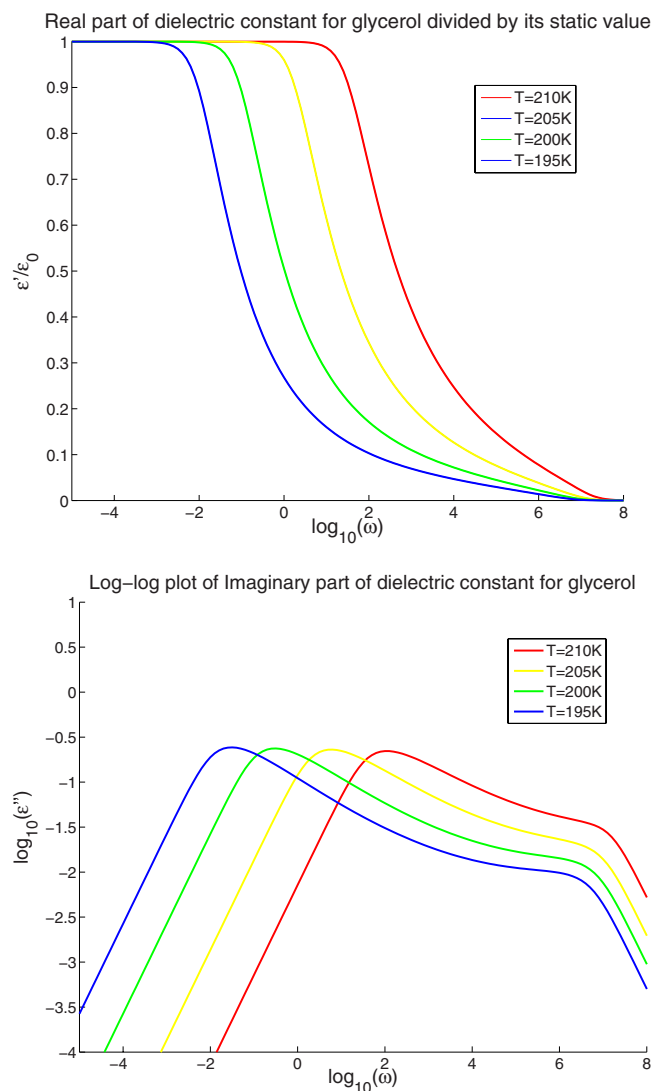 Real part of dielectric constant for glycerol divided by its static value
1
0.9
0.8
0.7
0.6
0.5
0.4
0.3
0.2
0.1
0
ε'/ε0
T=210K
T=205K
T=200K
T=195K
−4 −2 0 2 4 6 8
log10(ω)
Log−log plot of Imaginary part of dielectric constant for glycerol
1
0.5
0
−0.5
−1
−1.5
−2
−2.5
−3
−3.5
−4
log10(ε'')
T=210K
T=205K
T=200K
T=195K
−4 −2 0 2 4 6 8
log10(ω)